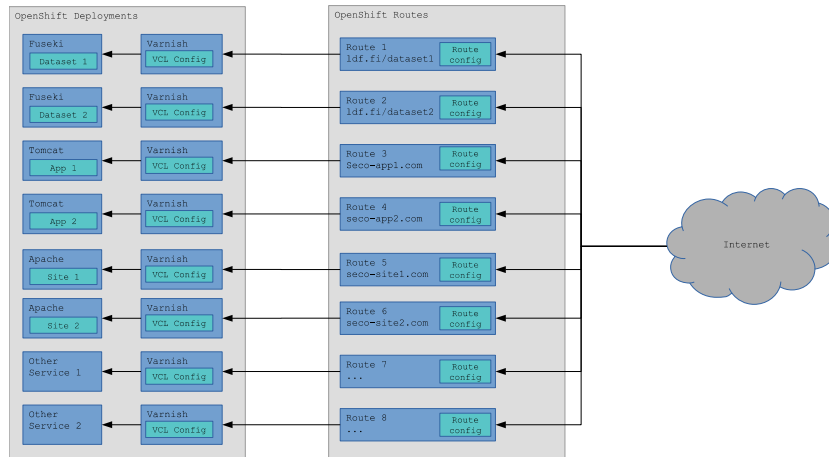 OpenShift Deployments
OpenShift Routes
Fuseki
Dataset 1
Varnish
VCL Config
Route 1
ldf.fi/dataset1
Route
config
Fuseki
Dataset 2
Varnish
VCL Config
Route 2
ldf.fi/dataset2
Route
config
Tomcat
App 1
Varnish
VCL Config
Route 3
Seco-app1.com
Route
config
Tomcat
App 2
Varnish
VCL Config
Route 4
seco-app2.com
Route
config
Internet
Apache
Site 1
Varnish
VCL Config
Route 5
seco-site1.com
Route
config
Apache
Site 2
Varnish
VCL Config
Route 6
seco-site2.com
Route
config
Other
Service 1
Varnish
VCL Config
Route 7
...
Route
config
Other
Service 2
Varnish
VCL Config
Route 8
...
Route
config